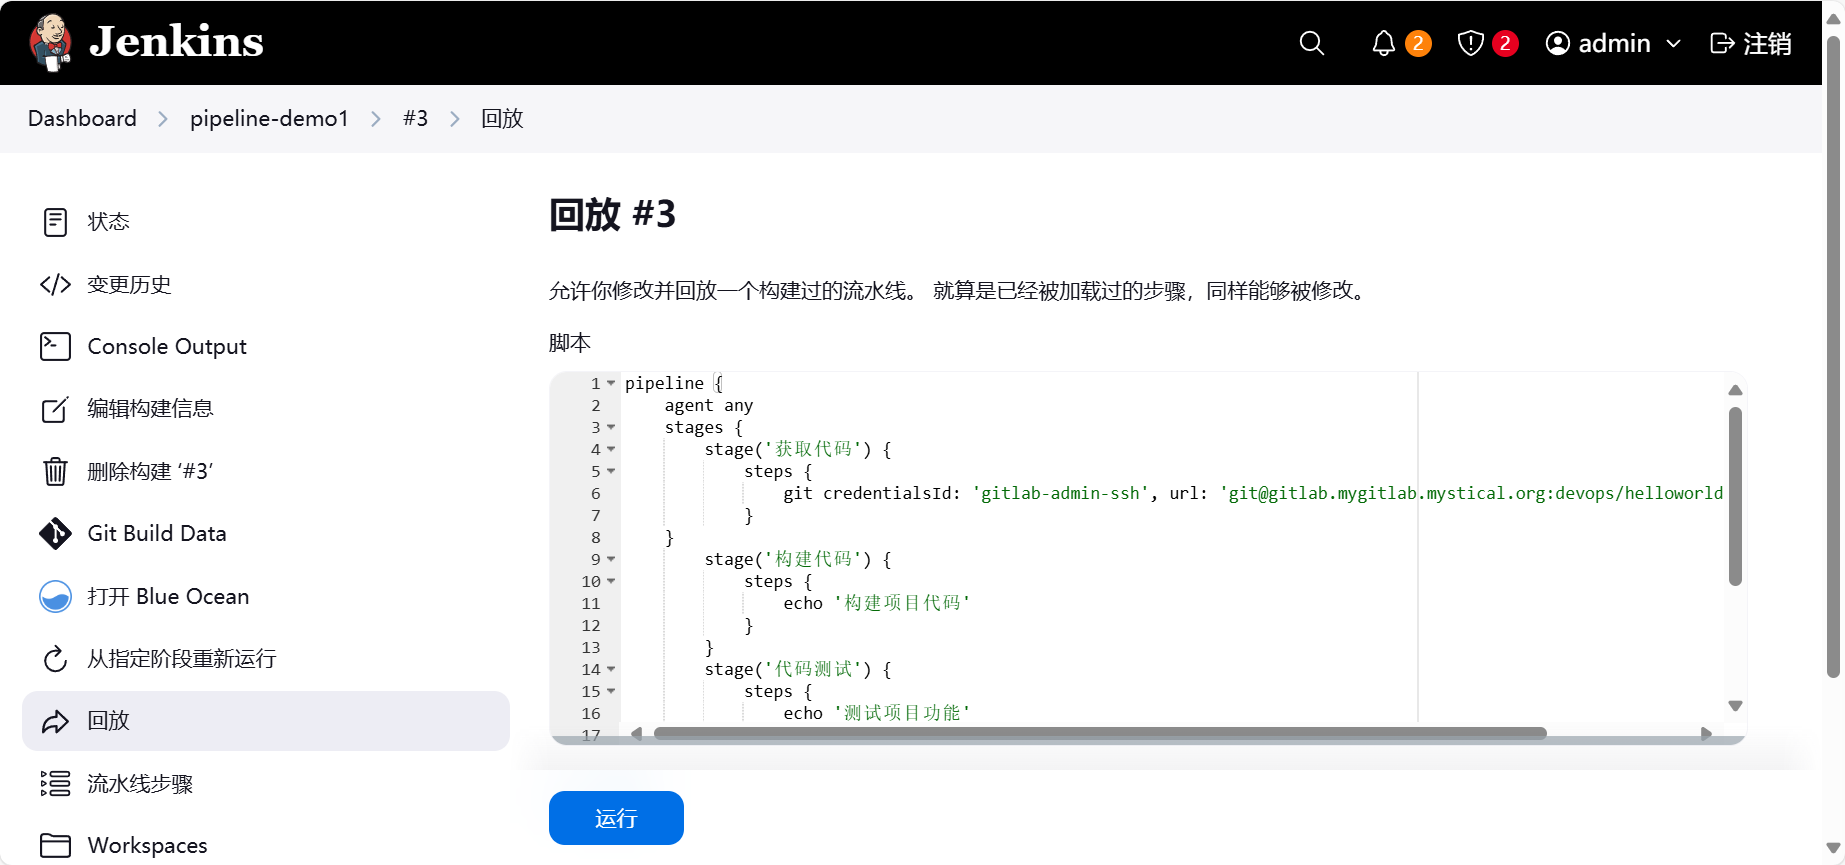 Jenkins
2
2
admin
注销
Dashboard
pipeline-demo1
#3
回放
状态
变更历史
Console Output
编辑构建信息
删除构建 ‘#3’
Git Build Data
打开 Blue Ocean
从指定阶段重新运行
回放
流水线步骤
Workspaces
回放 #3
允许你修改并回放一个构建过的流水线。 就算是已经被加载过的步骤，同样能够被修改。
脚本
1 pipeline {
2 agent any
3 stages {
4 stage('获取代码') {
5 steps {
6 git credentialsId: 'gitlab-admin-ssh', url: 'git@gitlab.mygitlab.mystical.org:devops/helloworld
7 }
8 }
9 stage('构建代码') {
10 steps {
11 echo '构建项目代码'
12 }
13 }
14 stage('代码测试') {
15 steps {
16 echo '测试项目功能'
17
运行